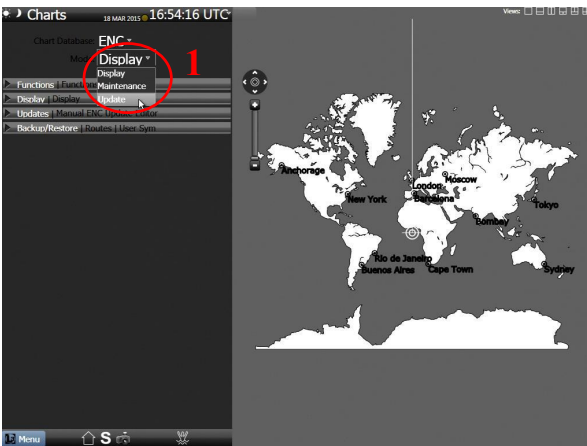 Charts 18 MAR 2015 16:54:16 UTC
Views:
Chart Database: ENC
Mode: Display
Display
Maintenance
Update
1
Functions | Function
Display | Display
Updates | Manual ENC Update Editor
Backup/Restore | Routes | User Sym
Anchorage
Moscow
London
New York
Barcelona
Tokyo
Bombay
Rio de Janeiro
Buenos Aires
Cape Town
Sydney
Menu
S